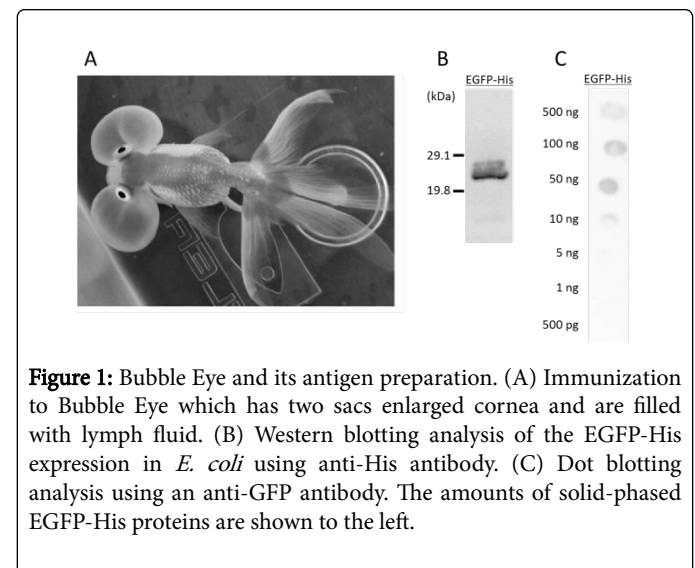 A
B
C
EGFP-His
EGFP-His
(kDa)
29.1
19.8
500 ng
100 ng
50 ng
10 ng
5 ng
1 ng
500 pg
Figure 1: Bubble Eye and its antigen preparation. (A) Immunization
to Bubble Eye which has two sacs enlarged cornea and are filled
with lymph fluid. (B) Western blotting analysis of the EGFP-His
expression in E. coli using anti-His antibody. (C) Dot blotting
analysis using an anti-GFP antibody. The amounts of solid-phased
EGFP-His proteins are shown to the left.